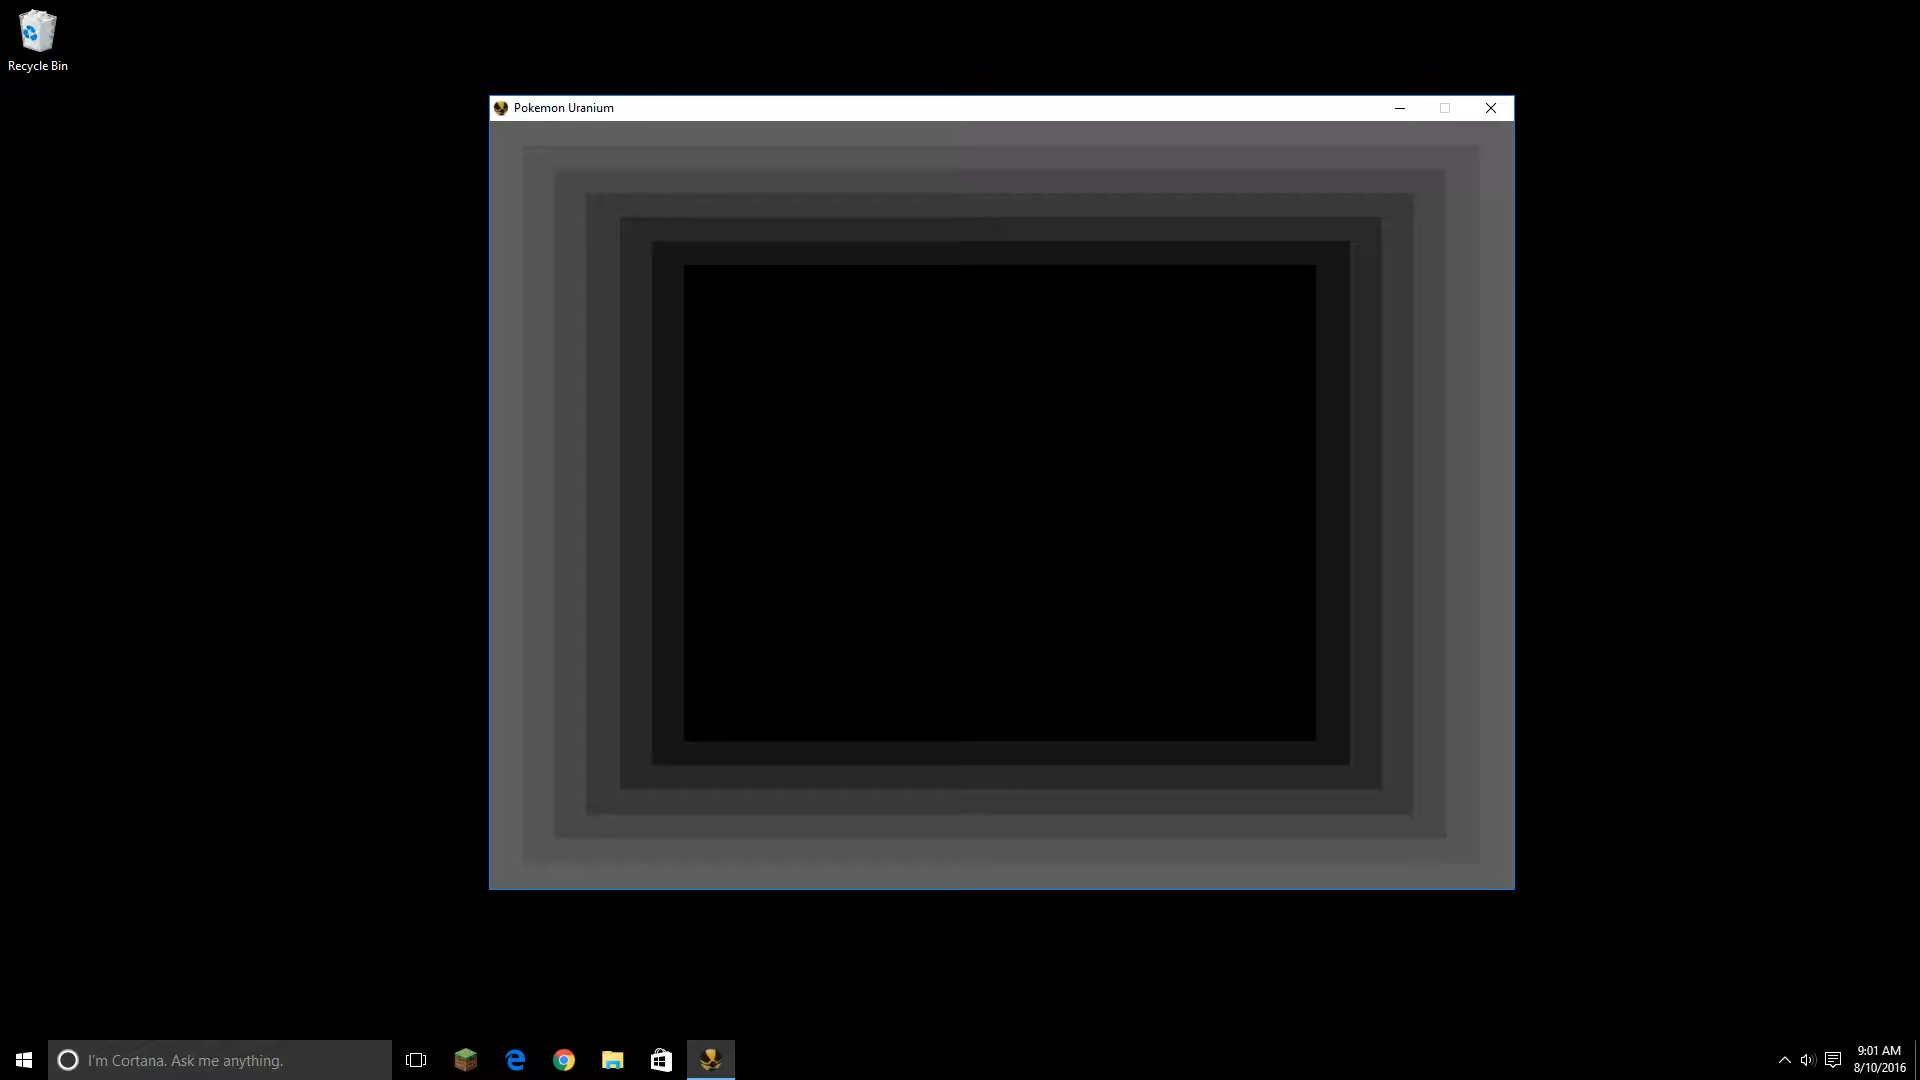 Recycle Bin
Pokemon Uranium
I'm Cortana. Ask me anything.
9:01 AM
8/10/2016